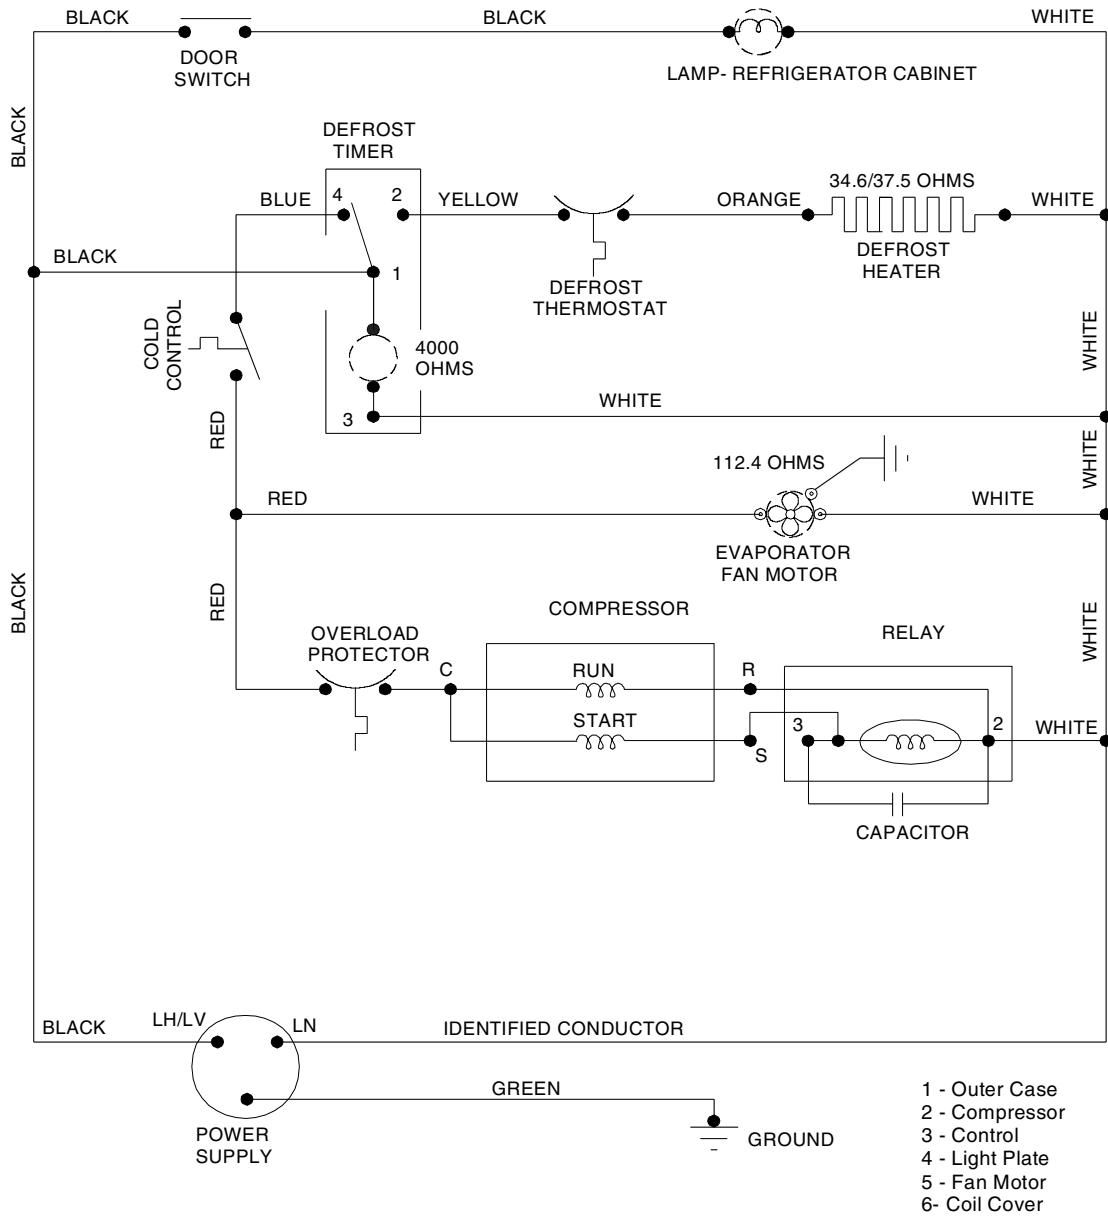 BLACK
BLACK
WHITE
DOOR
SWITCH
LAMP- REFRIGERATOR CABINET
BLACK
DEFROST
TIMER
34.6/37.5 OHMS
BLUE
4
2
YELLOW
ORANGE
WHITE
BLACK
1
DEFROST
HEATER
DEFROST
THERMOSTAT
COLD
CONTROL
4000
OHMS
WHITE
RED
3
WHITE
112.4 OHMS
WHITE
RED
WHITE
EVAPORATOR
FAN MOTOR
BLACK
RED
COMPRESSOR
WHITE
OVERLOAD
PROTECTOR
RELAY
C
RUN
R
START
S
3
2
WHITE
CAPACITOR
BLACK
LH/LV
LN
IDENTIFIED CONDUCTOR
GREEN
POWER
SUPPLY
GROUND
1 - Outer Case
2 - Compressor
3 - Control
4 - Light Plate
5 - Fan Motor
6- Coil Cover